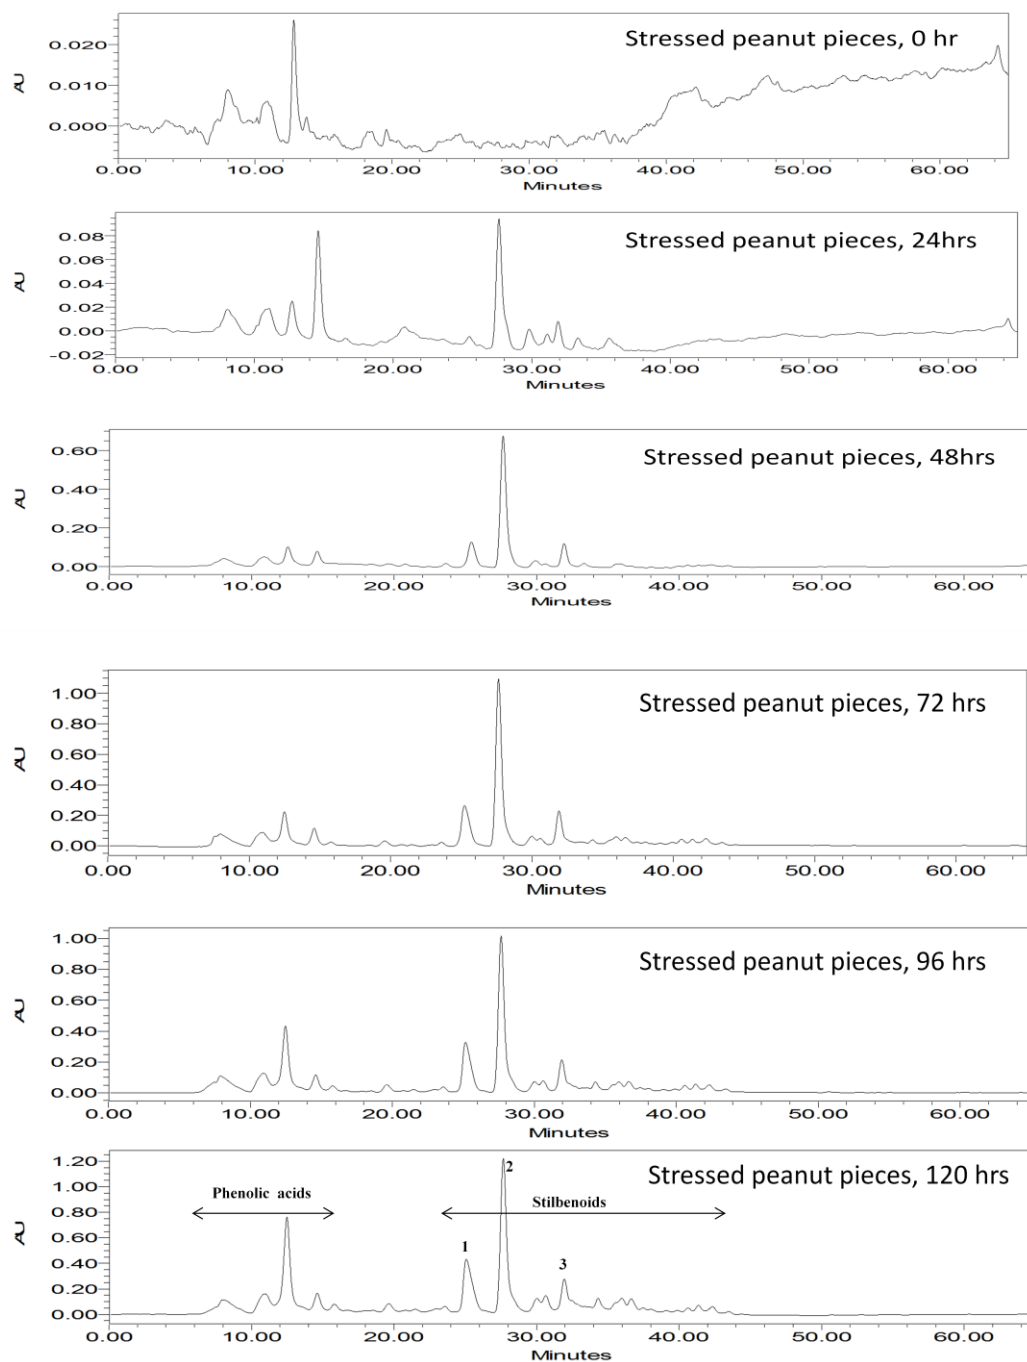 Stressed peanut pieces, 0 hr
0.020
0.010
0.000
AU
0.00 10.00 20.00 30.00 40.00 50.00 60.00
Minutes
Stressed peanut pieces, 24hrs
0.08
0.06
0.04
0.02
0.00
-0.02
AU
0.00 10.00 20.00 30.00 40.00 50.00 60.00
Minutes
Stressed peanut pieces, 48hrs
0.60
0.40
0.20
0.00
AU
0.00 10.00 20.00 30.00 40.00 50.00 60.00
Minutes
Stressed peanut pieces, 72 hrs
1.00
0.80
0.60
0.40
0.20
0.00
AU
0.00 10.00 20.00 30.00 40.00 50.00 60.00
Minutes
Stressed peanut pieces, 96 hrs
1.00
0.80
0.60
0.40
0.20
0.00
AU
0.00 10.00 20.00 30.00 40.00 50.00 60.00
Minutes
Stressed peanut pieces, 120 hrs
1.20
1.00
0.80
0.60
0.40
0.20
0.00
AU
Phenolic acids
Stilbenoids
1
2
3
0.00 10.00 20.00 30.00 40.00 50.00 60.00
Minutes